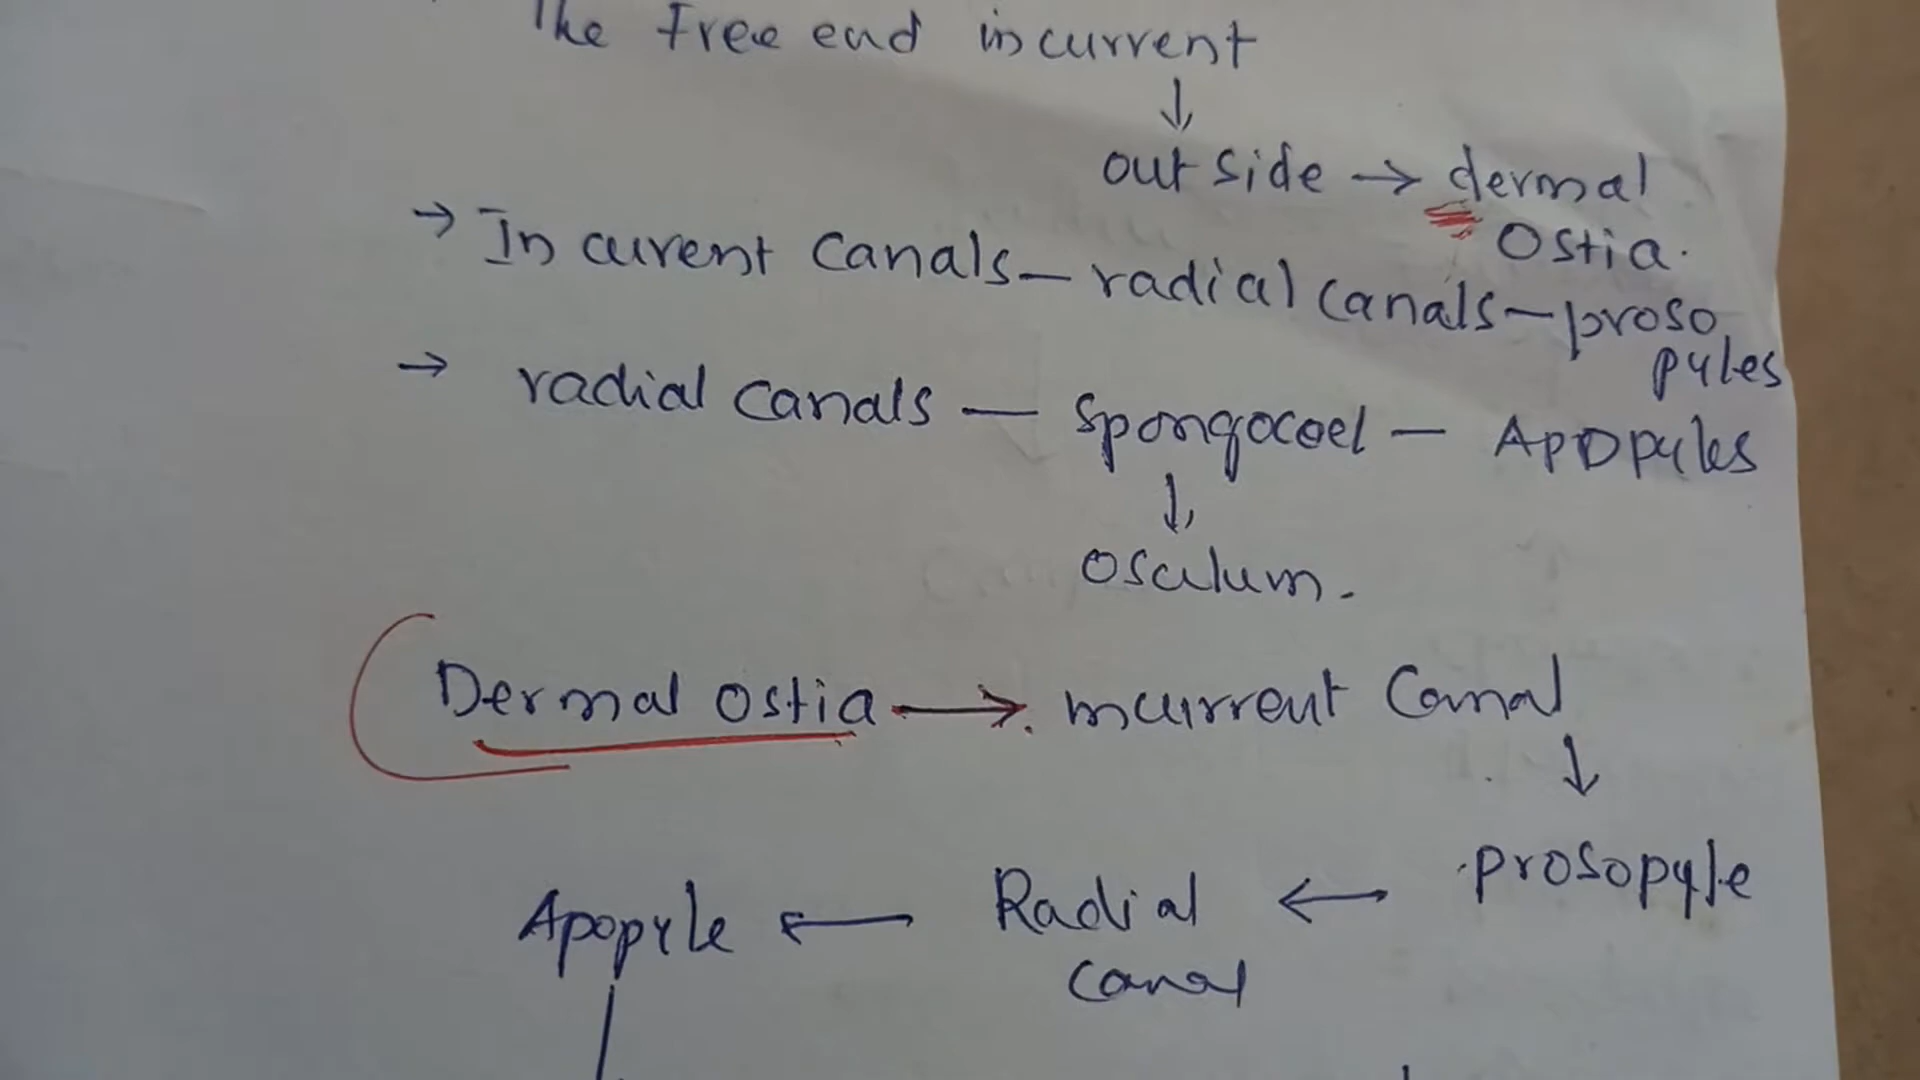 The Free end incurrent
↓
out side → dermal
Ostia.
→ In curent Canals – radial canals – proso
pyles
→ radial canals – Spongocoel – Apopyles
↓
Osculum.
Dermal Ostia → incurrent Canal
↓
Apopyle ← Radial ← prosopyle
canal